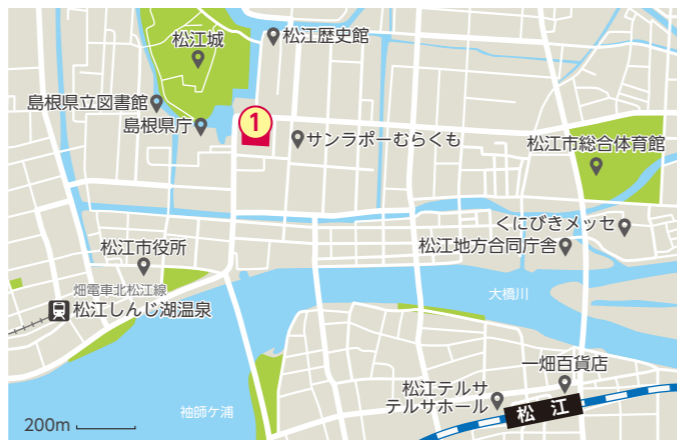 松江城
松江歴史館
島根県立図書館
島根県庁
1
サンラポーむらくも
松江市総合体育館
くにびきメッセ
松江地方合同庁舎
松江市役所
畑電車北松江線
松江しんじ湖温泉
大橋川
一畑百貨店
松江テルサ
テルサホール
松江
袖師ケ浦
200m